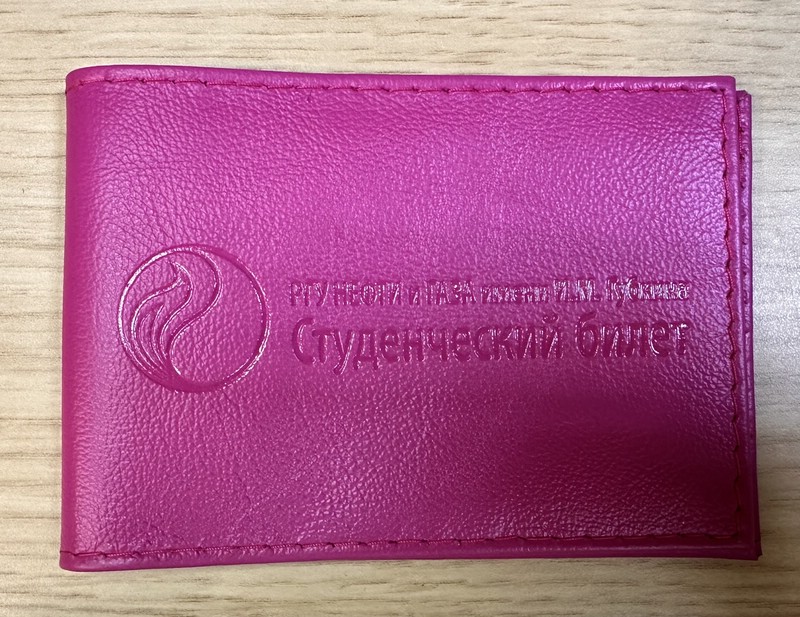 РГУ НЕФТИ и ГАЗА имени И.М. Губкина
Студенческий билет